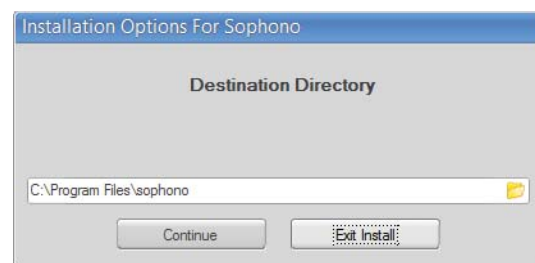 Installation Options For Sophono
Destination Directory
C:\Program Files\sophono
Continue
Exit Install